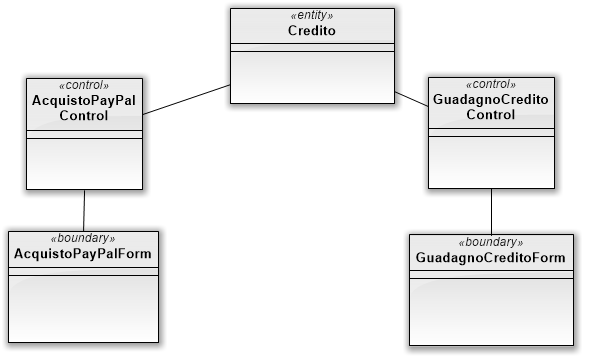 «entity»
Credito
«control»
AcquistoPayPal
Control
«control»
GuadagnoCredito
Control
«boundary»
AcquistoPayPalForm
«boundary»
GuadagnoCreditoForm